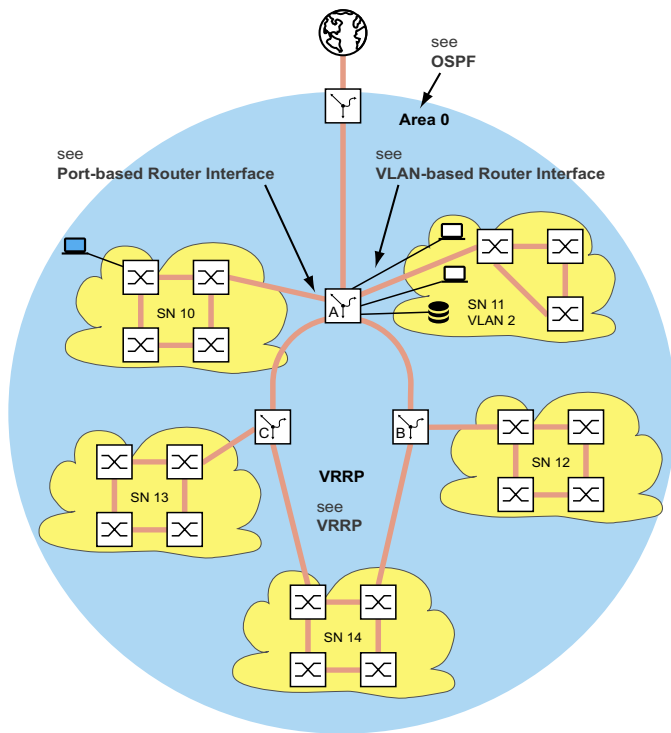 see
OSPF
Area 0
see
Port-based Router Interface
see
VLAN-based Router Interface
SN 10
A
SN 11
VLAN 2
C
B
SN 13
VRRP
see
VRRP
SN 12
SN 14